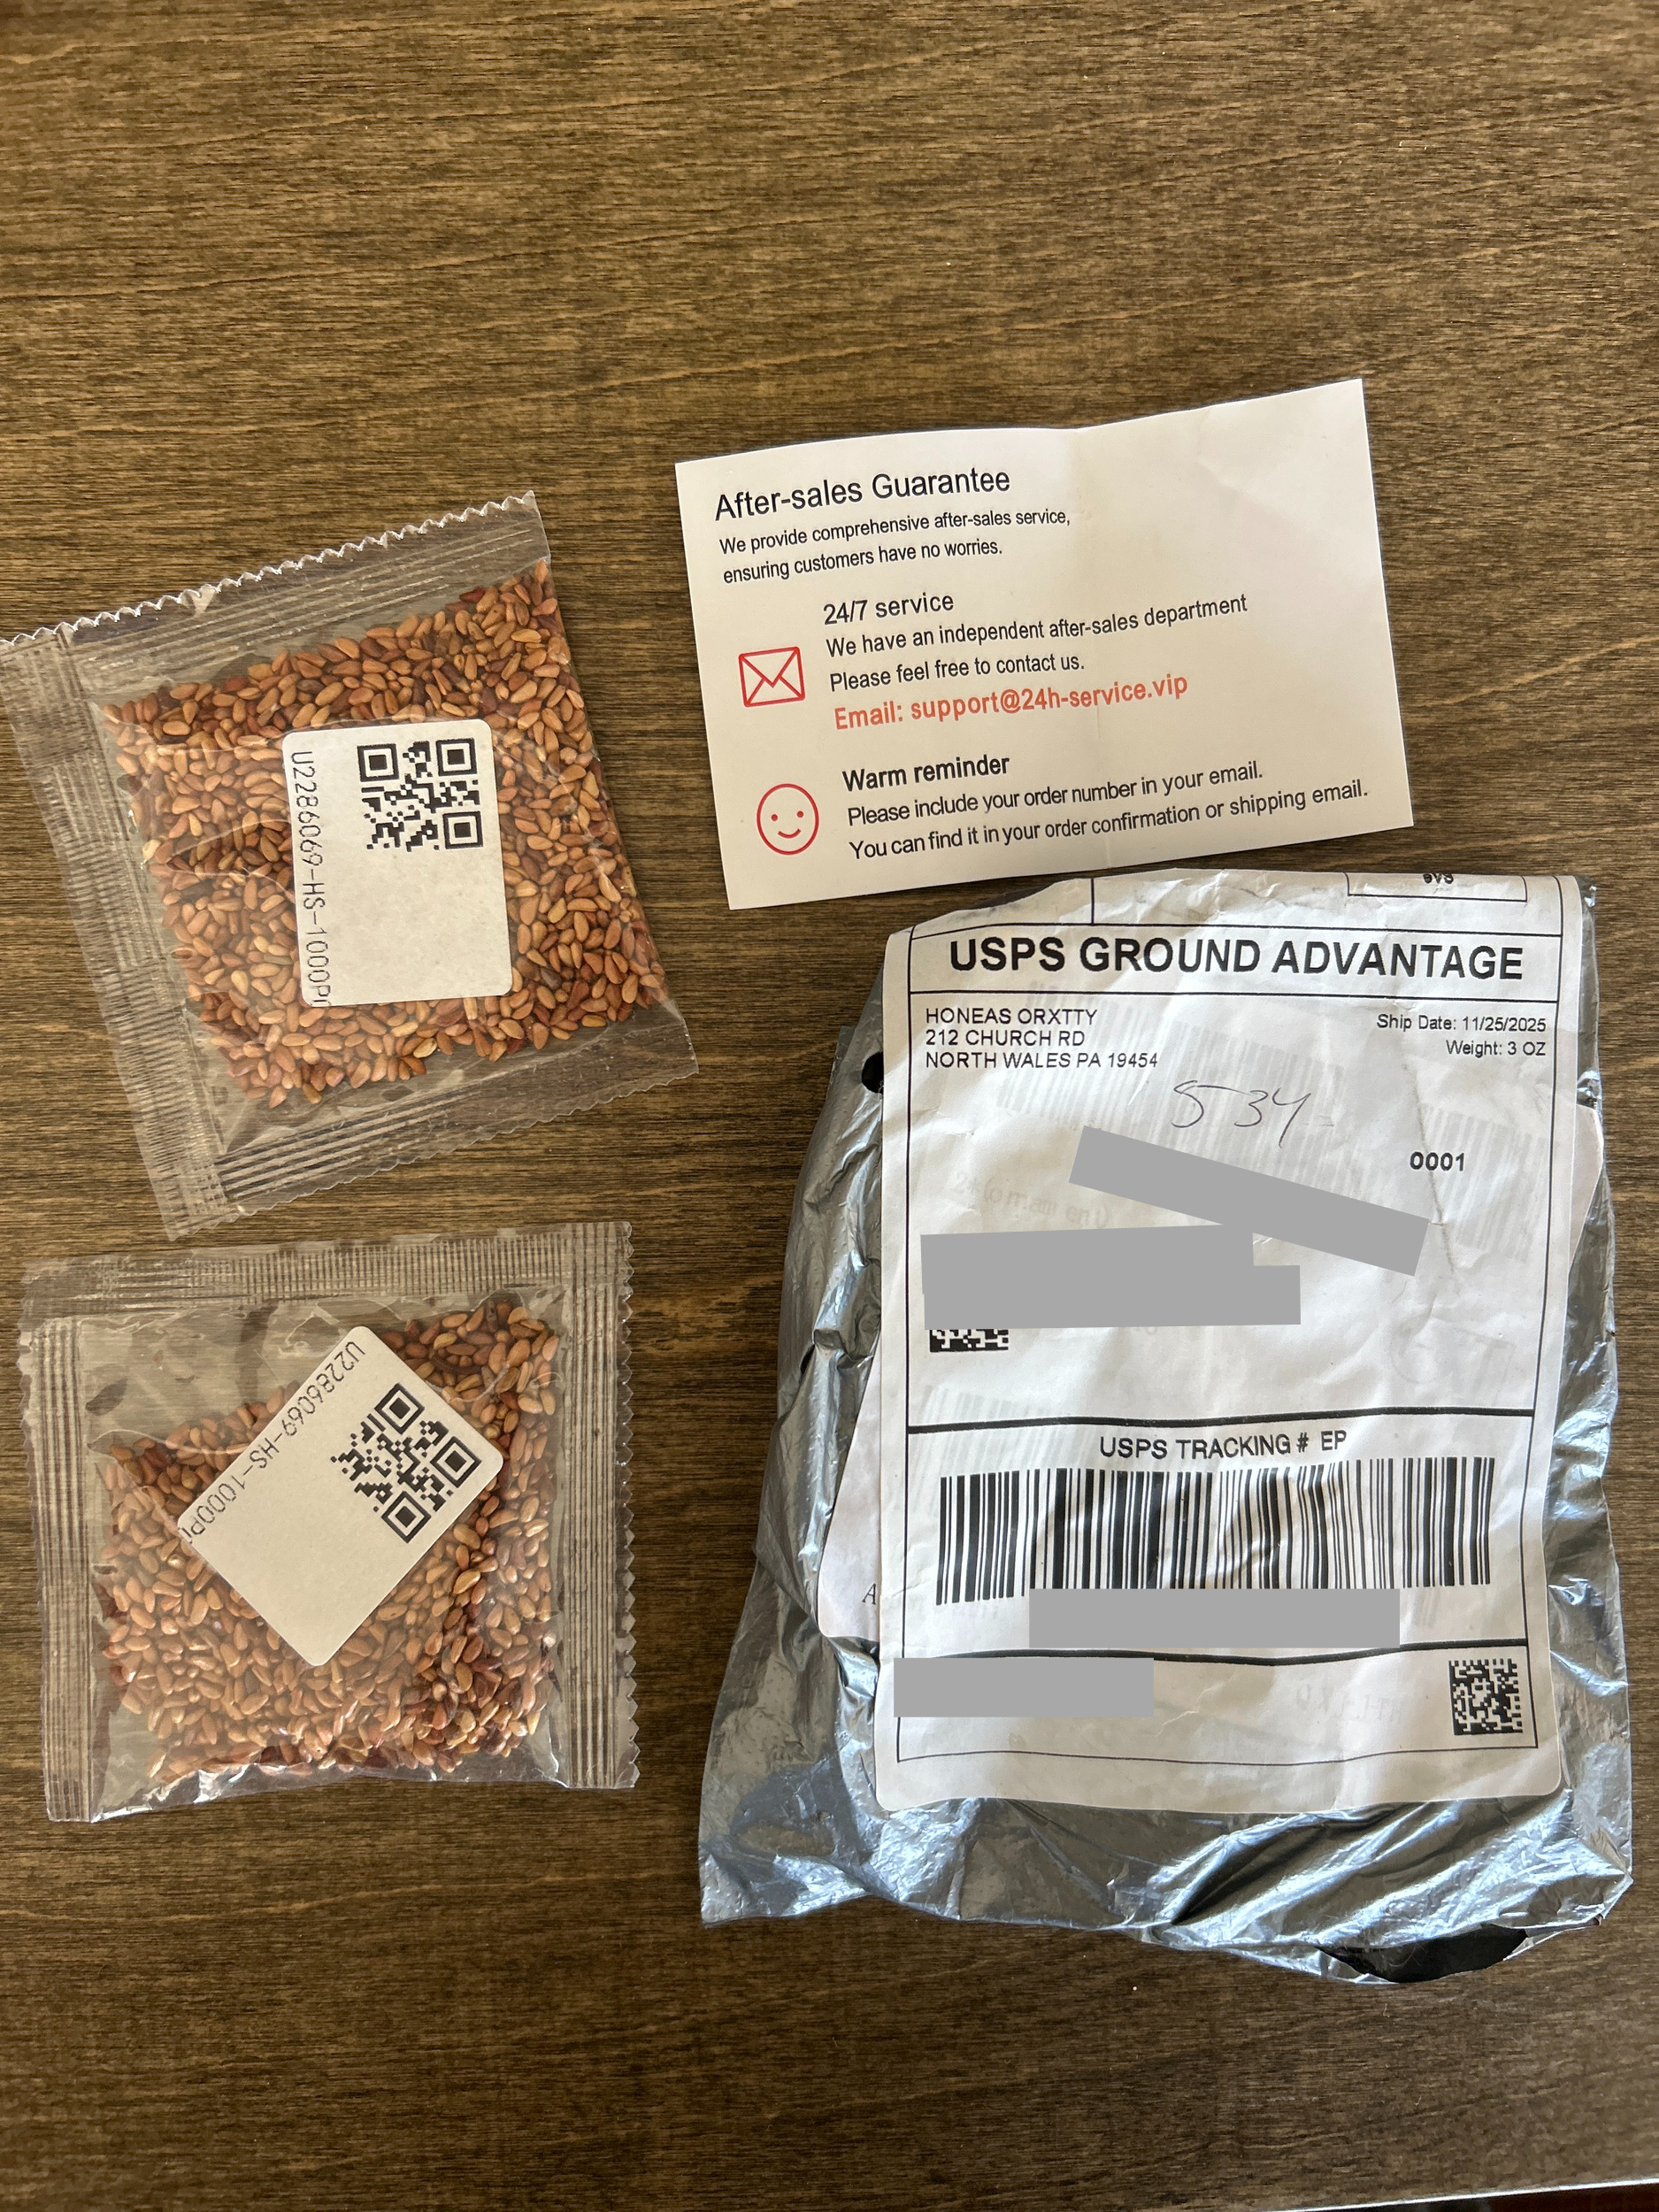 After-sales Guarantee
We provide comprehensive after-sales service,
ensuring customers have no worries.
24/7 service
We have an independent after-sales department
Please feel free to contact us.
Email: support@24h-service.vip
Warm reminder
Please include your order number in your email.
You can find it in your order confirmation or shipping email.
U2286069-HS-1000P
U2286069-HS-1000P
USPS GROUND ADVANTAGE
HONEAS ORXTTY
212 CHURCH RD
NORTH WALES PA 19454
Ship Date: 11/25/2025
Weight: 3 OZ
534
0001
USPS TRACKING # EP
A